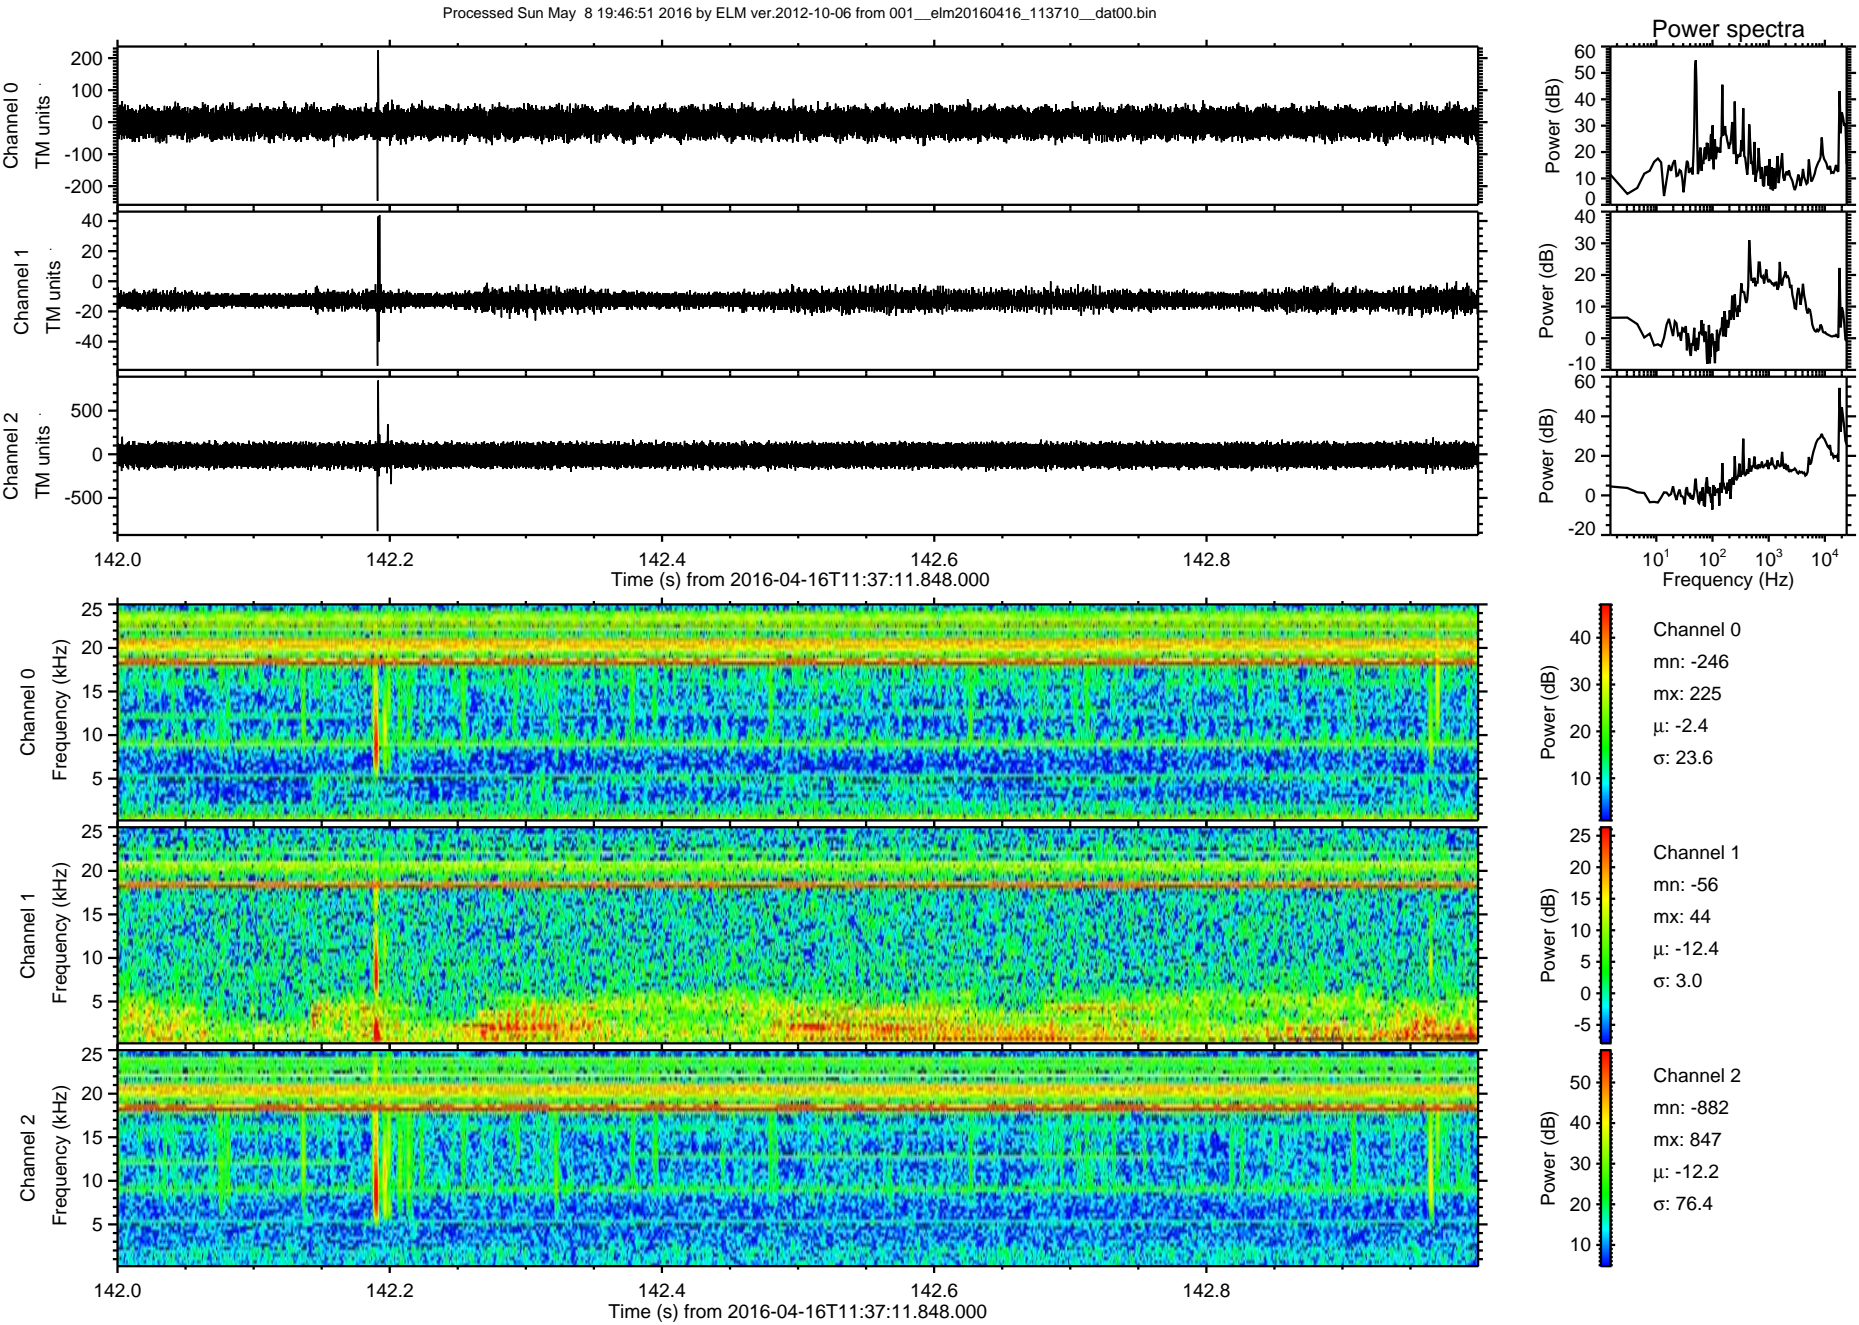 Processed Sun May 8 19:46:51 2016 by ELM ver.2012-10-06 from 001__elm20160416_113710__dat00.bin
Power spectra
Channel 0
TM units
200
100
0
-100
-200
Power (dB)
60
50
40
30
20
10
0
Channel 1
TM units
40
20
0
-20
-40
Power (dB)
40
30
20
10
0
-10
Channel 2
TM units
500
0
-500
Power (dB)
60
40
20
0
-20
142.0 142.2 142.4 142.6 142.8
Time (s) from 2016-04-16T11:37:11.848.000
10^1 10^2 10^3 10^4
Frequency (Hz)
Channel 0
Frequency (kHz)
25
20
15
10
5
Power (dB)
40
30
20
10
Channel 0
mn: -246
mx: 225
μ: -2.4
σ: 23.6
Channel 1
Frequency (kHz)
25
20
15
10
5
Power (dB)
25
20
15
10
5
0
-5
Channel 1
mn: -56
mx: 44
μ: -12.4
σ: 3.0
Channel 2
Frequency (kHz)
25
20
15
10
5
Power (dB)
50
40
30
20
10
Channel 2
mn: -882
mx: 847
μ: -12.2
σ: 76.4
142.0 142.2 142.4 142.6 142.8
Time (s) from 2016-04-16T11:37:11.848.000